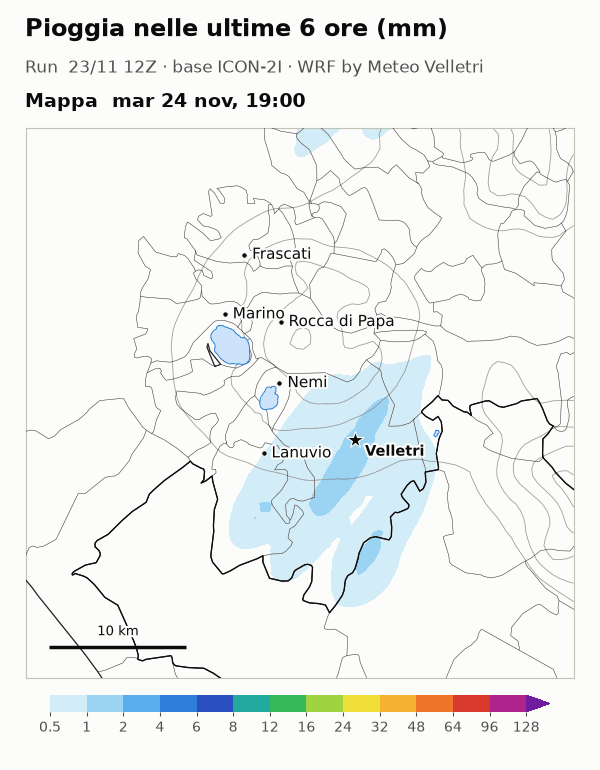 Pioggia nelle ultime 6 ore (mm)
Run  23/11 12Z · base ICON-2I · WRF by Meteo Velletri
Mappa  mar 24 nov, 19:00
Frascati
Marino
Rocca di Papa
Nemi
Velletri
Lanuvio
10 km
0.5 1 2 4 6 8 12 16 24 32 48 64 96 128